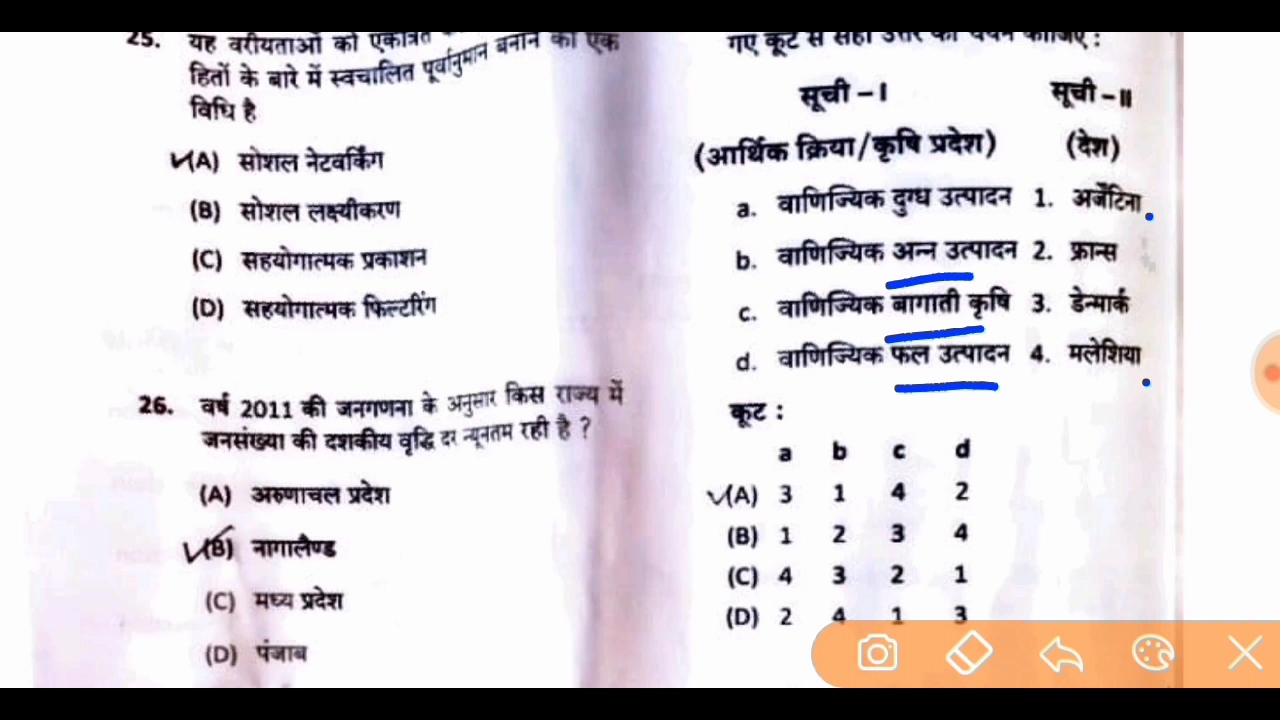 25. यह वरीयताओं को एकत्रित
हितों के बारे में स्वचालित पूर्वानुमान बनाने की एक
विधि है
(A) सोशल नेटवर्किंग
(B) सोशल लक्ष्यीकरण
(C) सहयोगात्मक प्रकाशन
(D) सहयोगात्मक फिल्टरिंग
26. वर्ष 2011 की जनगणना के अनुसार किस राज्य में
जनसंख्या की दशकीय वृद्धि दर न्यूनतम रही है ?
(A) अरुणाचल प्रदेश
(B) नागालैण्ड
(C) मध्य प्रदेश
(D) पंजाब
गए कूट से सही उत्तर का चयन कीजिए :
सूची – I सूची – II
(आर्थिक क्रिया/कृषि प्रदेश) (देश)
a. वाणिज्यिक दुग्ध उत्पादन 1. अर्जेंटिना
b. वाणिज्यिक अन्न उत्पादन 2. फ्रान्स
c. वाणिज्यिक बागाती कृषि 3. डेन्मार्क
d. वाणिज्यिक फल उत्पादन 4. मलेशिया
कूट :
a b c d
(A) 3 1 4 2
(B) 1 2 3 4
(C) 4 3 2 1
(D) 2 4 1 3